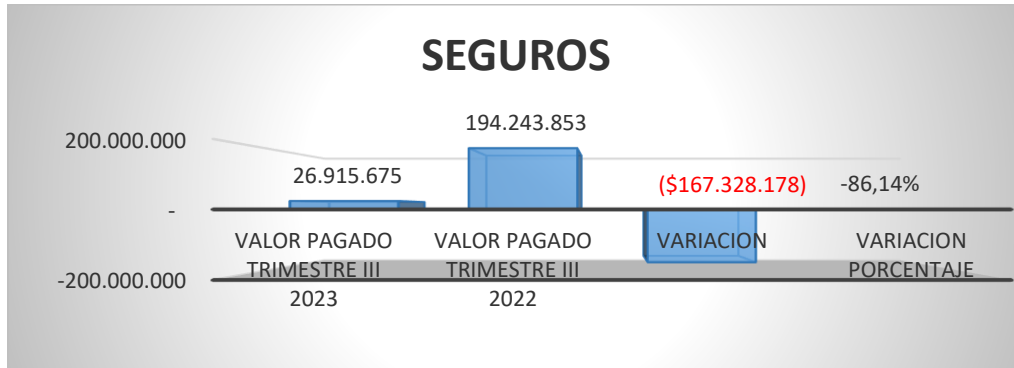 SEGUROS
194.243.853
200.000.000
26.915.675
($167.328.178)
-86,14%
-
VALOR PAGADO
TRIMESTRE III
2023
VALOR PAGADO
TRIMESTRE III
2022
VARIACION
VARIACION
PORCENTAJE
-200.000.000